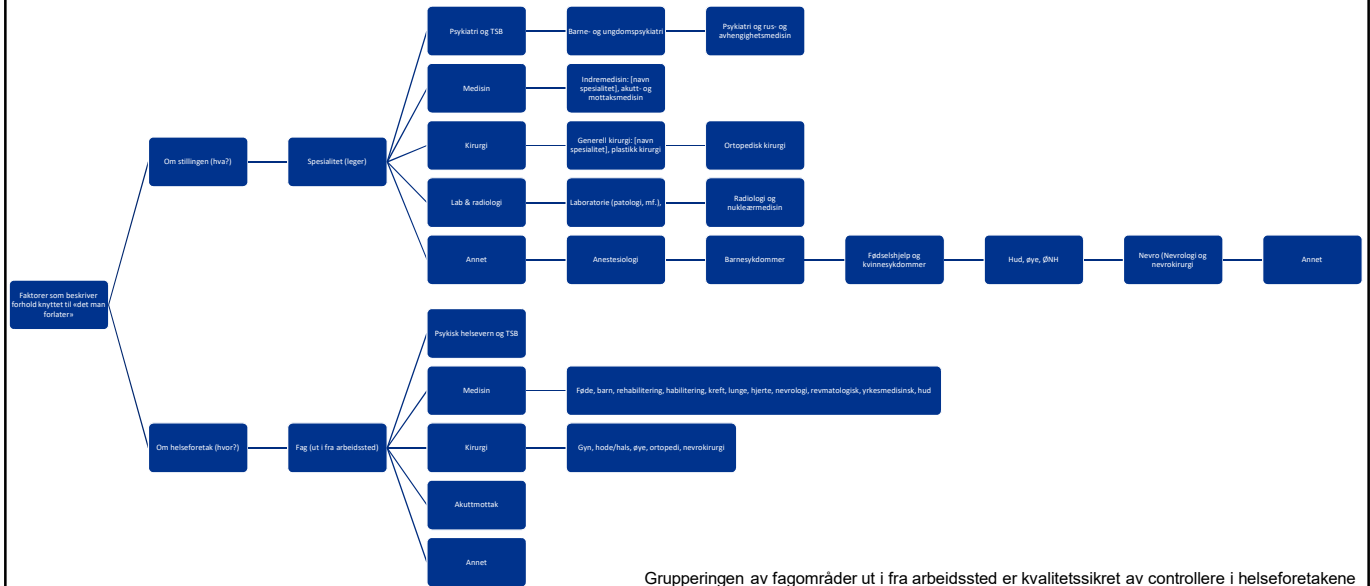 Psykiatri og TSB
Barne- og ungdomspsykiatri
Psykiatri og rus- og
avhengighetsmedisin
Medisin
Indremedisin: [navn
spesialitet], akutt- og
mottaksmedisin
Om stillingen (hva?)
Spesialitet (leger)
Kirurgi
Generell kirurgi: [navn
spesialitet], plastikk kirurgi
Ortopedisk kirurgi
Lab & radiologi
Laboratorie (patologi, mf.),
Radiologi og
nukleærmedisin
Annet
Anestesiologi
Barnesykdommer
Fødselshjelp og
kvinnesykdommer
Hud, øye, ØNH
Nevro (Nevrologi og
nevrokirurgi
Annet
Faktorer som beskriver
forhold knyttet til «det man
forlater»
Psykisk helsevern og TSB
Medisin
Føde, barn, rehabilitering, habilitering, kreft, lunge, hjerte, nevrologi, revmatologisk, yrkesmedisinsk, hud
Om helseforetak (hvor?)
Fag (ut i fra arbeidssted)
Kirurgi
Gyn, hode/hals, øye, ortopedi, nevrokirurgi
Akuttmottak
Annet
Grupperingen av fagområder ut i fra arbeidssted er kvalitetssikret av controllere i helseforetakene